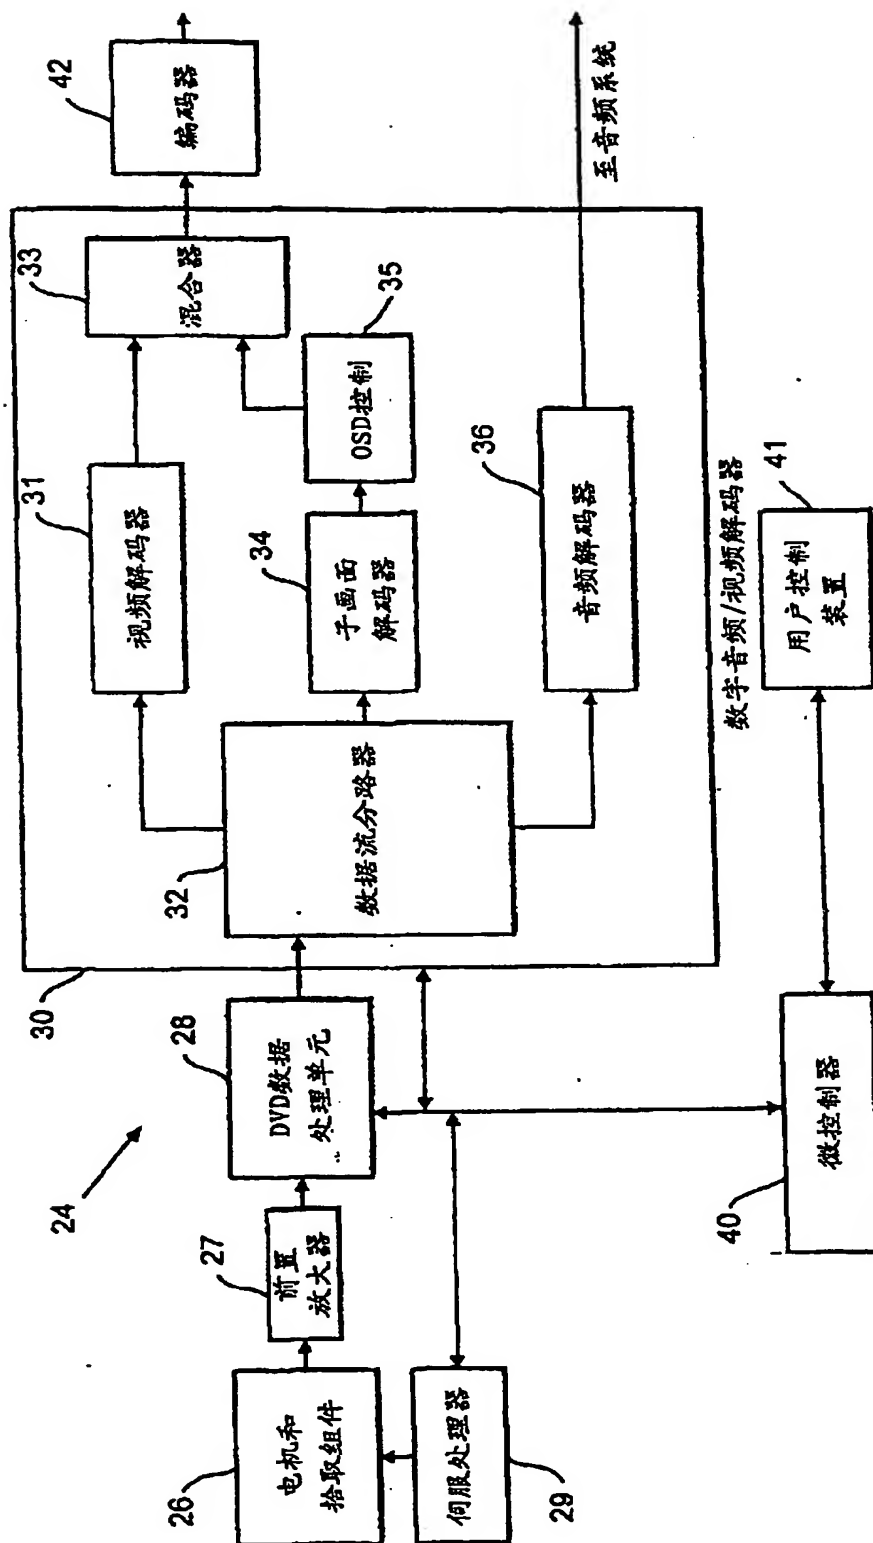 24
26
电机和
拾取组件
27
前置
放大器
28
DVD数据
处理单元
29
伺服处理器
30
32
数据流分路器
31
视频解码器
34
子画面
解码器
35
OSD控制
33
混合器
42
编码器
36
音频解码器
至音频系统
数字音频/视频解码器
40
微控制器
41
用户控制
装置